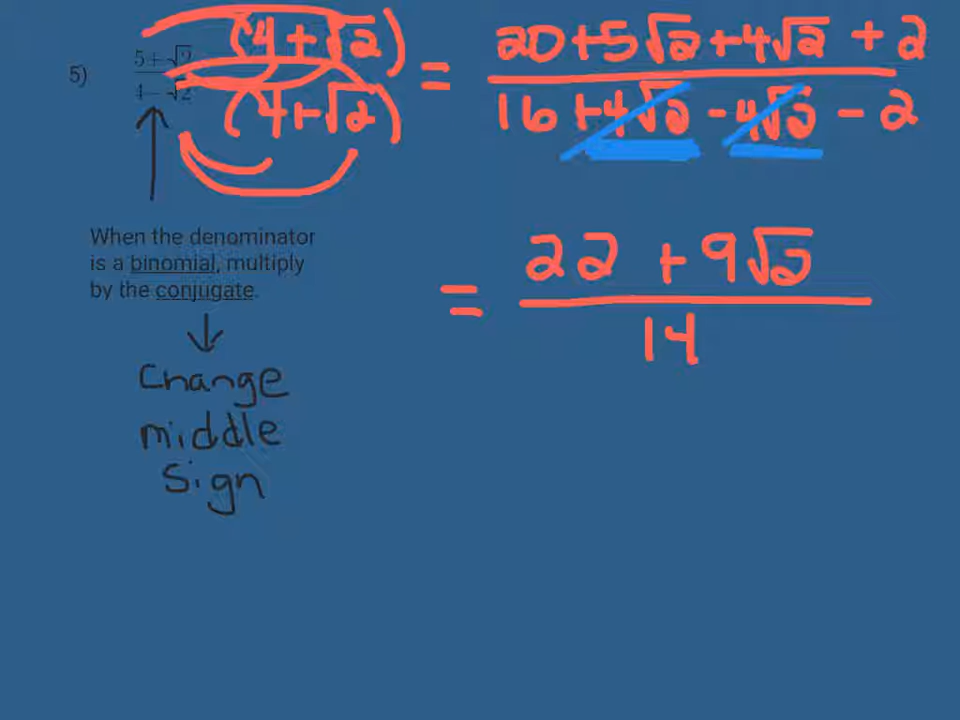 5) 5+√2 (4+√2) = 20+5√2+4√2 + 2
4-√2 (4+√2) 16 +4√2 - 4√2 - 2
When the denominator
is a binomial, multiply
by the conjugate.
= 22 + 9√2
14
Change
middle
sign